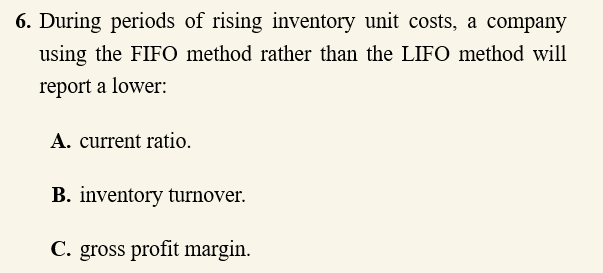 6. During periods of rising inventory unit costs, a company
using the FIFO method rather than the LIFO method will
report a lower:
A. current ratio.
B. inventory turnover.
C. gross profit margin.